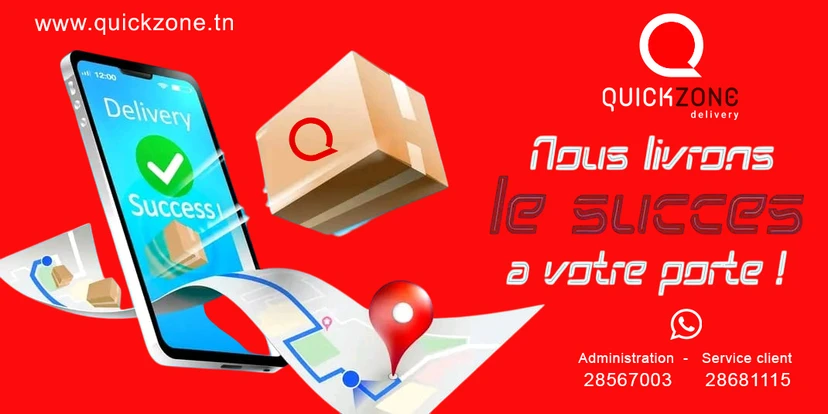 www.quickzone.tn
QUICKZONE
delivery
12:00
Delivery
Success!
Nous livrons
le succes
a votre porte !
Administration - Service client
28567003 28681115